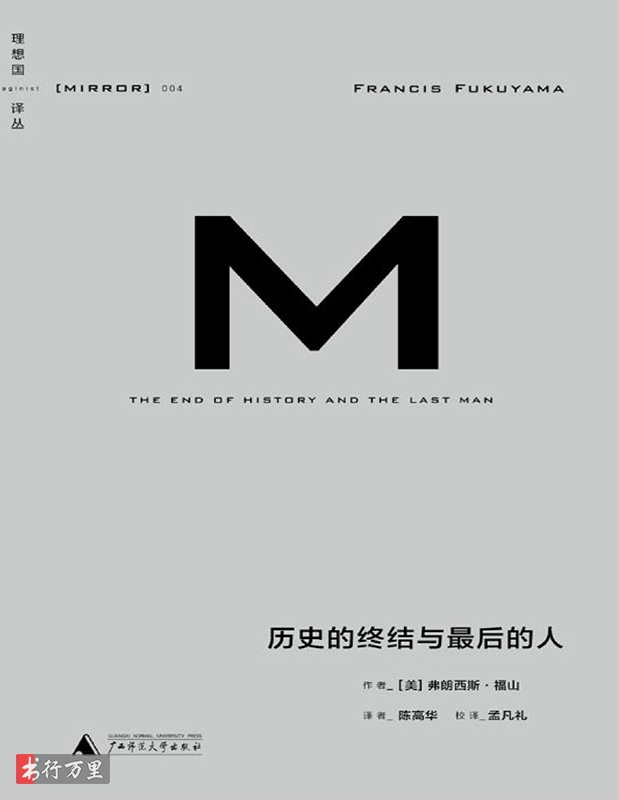 理想国
aginist
译丛
[MIRROR] 004
FRANCIS FUKUYAMA
M
THE END OF HISTORY AND THE LAST MAN
历史的终结与最后的人
作者_ [美] 弗朗西斯·福山
译者_ 陈高华 校译_孟凡礼
GUANGXI NORMAL UNIVERSITY PRESS
广西师范大学出版社
书行万里